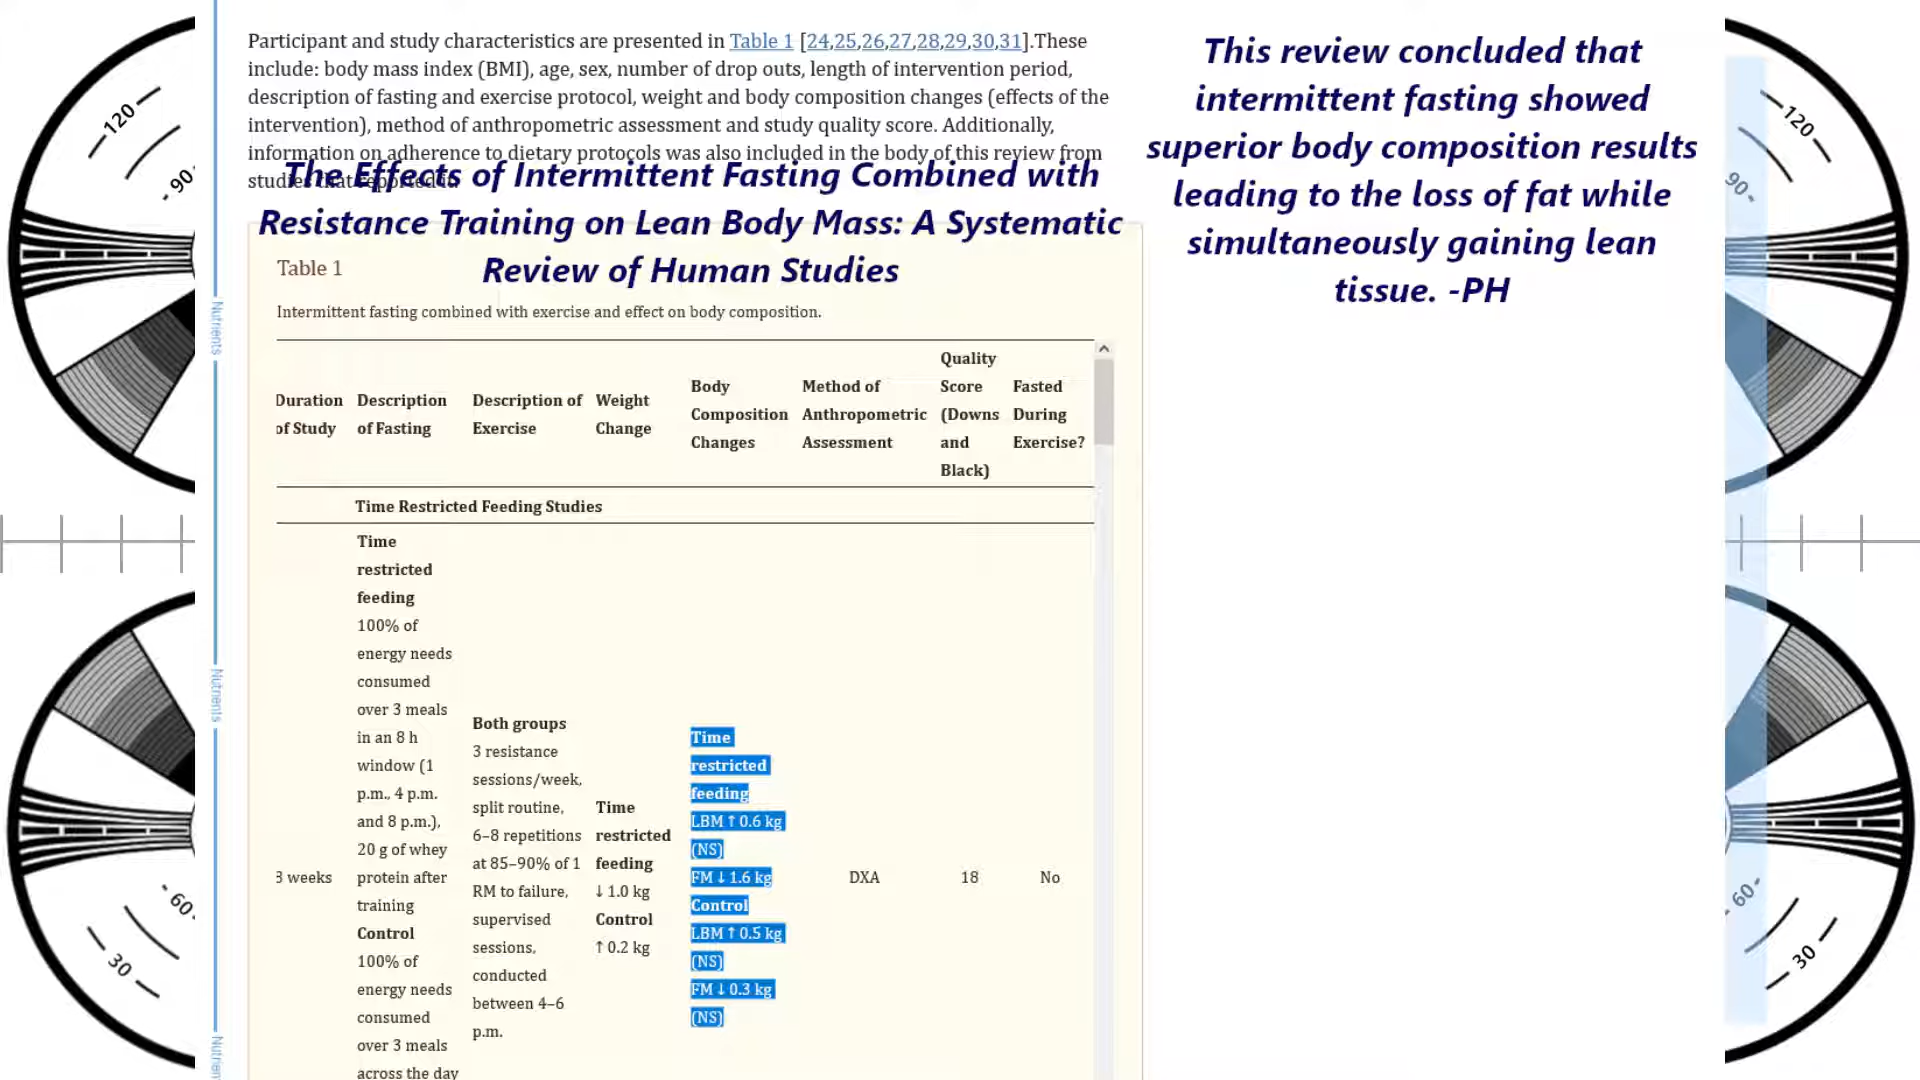 Participant and study characteristics are presented in Table 1 [24,25,26,27,28,29,30,31].These
include: body mass index (BMI), age, sex, number of drop outs, length of intervention period,
description of fasting and exercise protocol, weight and body composition changes (effects of the
intervention), method of anthropometric assessment and study quality score. Additionally,
information on adherence to dietary protocols was also included in the body of this review from
studies that reported it.
The Effects of Intermittent Fasting Combined with
Resistance Training on Lean Body Mass: A Systematic
Review of Human Studies
This review concluded that
intermittent fasting showed
superior body composition results
leading to the loss of fat while
simultaneously gaining lean
tissue. -PH
Table 1
Intermittent fasting combined with exercise and effect on body composition.
Duration
of Study
Description
of Fasting
Description of
Exercise
Weight
Change
Body
Composition
Changes
Method of
Anthropometric
Assessment
Quality
Score
(Downs
and
Black)
Fasted
During
Exercise?
Time Restricted Feeding Studies
8 weeks
Time
restricted
feeding
100% of
energy needs
consumed
over 3 meals
in an 8 h
window (1
p.m., 4 p.m.
and 8 p.m.),
20 g of whey
protein after
training
Control
100% of
energy needs
consumed
over 3 meals
across the day
Both groups
3 resistance
sessions/week,
split routine,
6–8 repetitions
at 85–90% of 1
RM to failure,
supervised
sessions,
conducted
between 4–6
p.m.
Time
restricted
feeding
↓ 1.0 kg
Control
↑ 0.2 kg
Time
restricted
feeding
LBM ↑ 0.6 kg
(NS)
FM ↓ 1.6 kg
Control
LBM ↑ 0.5 kg
(NS)
FM ↓ 0.3 kg
(NS)
DXA
18
No
Nutrients
Nutrients
Nutrien
120
90
60
30
120
90
60
30